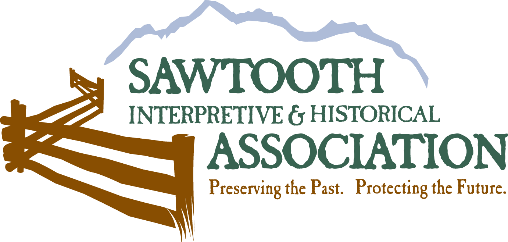 SAWTOOTH
INTERPRETIVE & HISTORICAL
ASSOCIATION
Preserving the Past. Protecting the Future.